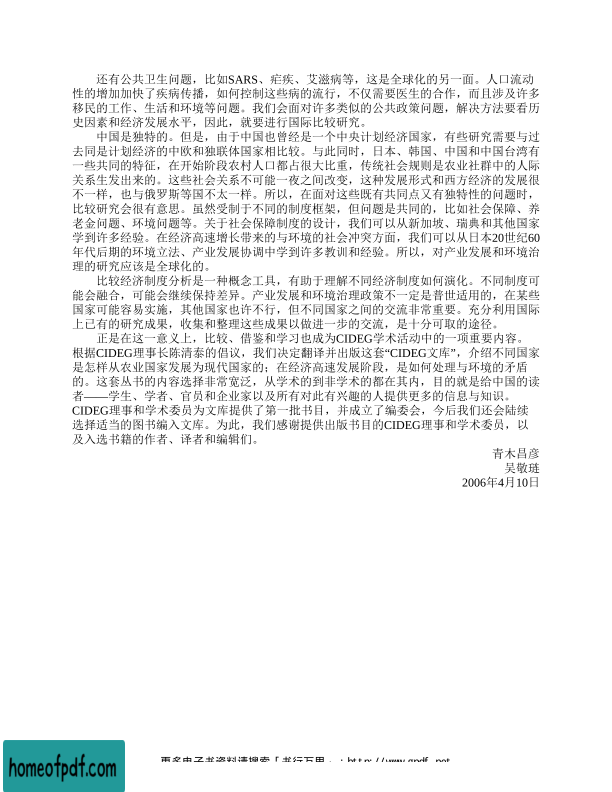 还有公共卫生问题，比如SARS、疟疾、艾滋病等，这是全球化的另一面。人口流动
性的增加加快了疾病传播，如何控制这些病的流行，不仅需要医生的合作，而且涉及许多
移民的工作、生活和环境等问题。我们会面对许多类似的公共政策问题，解决方法要看历
史因素和经济发展水平，因此，就要进行国际比较研究。
中国是独特的。但是，由于中国也曾经是一个中央计划经济国家，有些研究需要与过
去同是计划经济的中欧和独联体国家相比较。与此同时，日本、韩国、中国和中国台湾有
一些共同的特征，在开始阶段农村人口都占很大比重，传统社会规则是农业社群中的人际
关系生发出来的。这些社会关系不可能一夜之间改变，这种发展形式和西方经济的发展很
不一样，也与俄罗斯等国不太一样。所以，在面对这些既有共同点又有独特性的问题时，
比较研究会很有意思。虽然受制于不同的制度框架，但问题是共同的，比如社会保障、养
老金问题、环境问题等。关于社会保障制度的设计，我们可以从新加坡、瑞典和其他国家
学到许多经验。在经济高速增长带来的与环境的社会冲突方面，我们可以从日本20世纪60
年代后期的环境立法、产业发展协调中学到许多教训和经验。所以，对产业发展和环境治
理的研究应该是全球化的。
比较经济制度分析是一种概念工具，有助于理解不同经济制度如何演化。不同制度可
能会融合，可能会继续保持差异。产业发展和环境治理政策不一定是普世适用的，在某些
国家可能容易实施，其他国家也许不行，但不同国家之间的交流非常重要。充分利用国际
上已有的研究成果，收集和整理这些成果以做进一步的交流，是十分可取的途径。
正是在这一意义上，比较、借鉴和学习也成为CIDEG学术活动中的一项重要内容。
根据CIDEG理事长陈清泰的倡议，我们决定翻译并出版这套“CIDEG文库”，介绍不同国家
是怎样从农业国家发展为现代国家的；在经济高速发展阶段，是如何处理与环境的矛盾
的。这套丛书的内容选择非常宽泛，从学术的到非学术的都在其内，目的就是给中国的读
者——学生、学者、官员和企业家以及所有对此有兴趣的人提供更多的信息与知识。
CIDEG理事和学术委员为文库提供了第一批书目，并成立了编委会，今后我们还会陆续
选择适当的图书编入文库。为此，我们感谢提供出版书目的CIDEG理事和学术委员，以
及入选书籍的作者、译者和编辑们。
青木昌彦
吴敬琏
2006年4月10日
homeofpdf.com